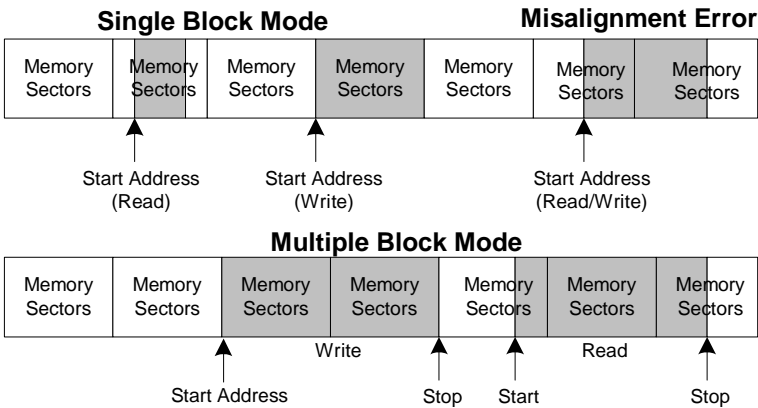 Single Block Mode
Misalignment Error
Memory Sectors
Memory Sectors
Memory Sectors
Memory Sectors
Memory Sectors
Memory Sectors
Memory Sectors
Start Address (Read)
Start Address (Write)
Start Address (Read/Write)
Multiple Block Mode
Memory Sectors
Memory Sectors
Memory Sectors
Memory Sectors
Memory Sectors
Memory Sectors
Memory Sectors
Write
Read
Start Address
Stop
Start
Stop